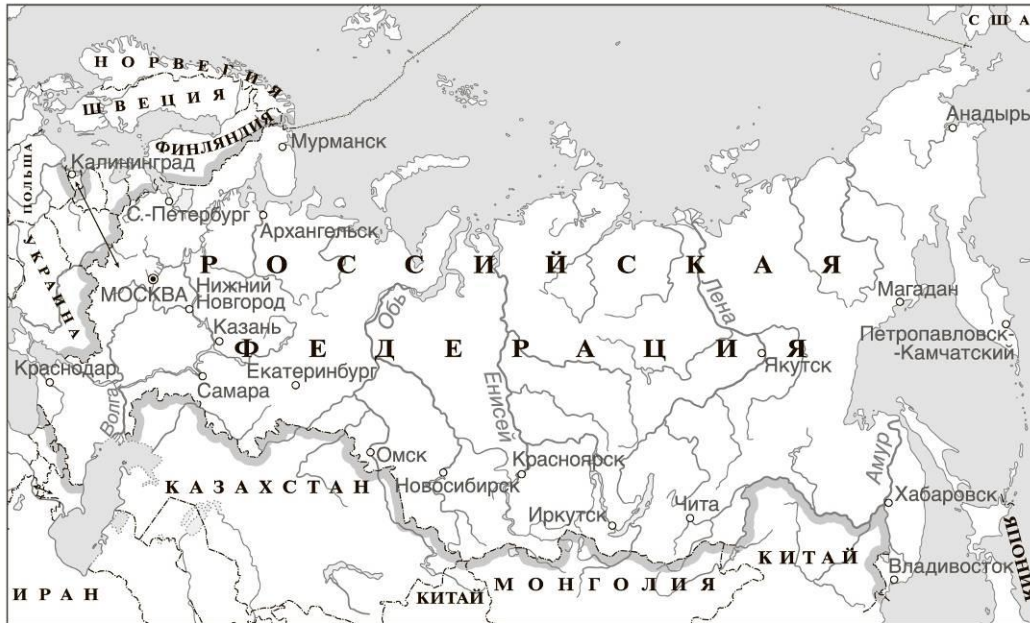 США
НОРВЕГИЯ
ШВЕЦИЯ
ФИНЛЯНДИЯ
Мурманск
Анадырь
ПОЛЬША
Калининград
С.-Петербург
Архангельск
УКРАИНА
РОССИЙСКАЯ
МОСКВА
Нижний
Новгород
Обь
Лена
Магадан
Казань
ФЕДЕРАЦИЯ
Петропавловск-
-Камчатский
Краснодар
Самара
Екатеринбург
Якутск
Волга
Енисей
Омск
Новосибирск
Красноярск
Амур
КАЗАХСТАН
Иркутск
Чита
Хабаровск
КИТАЙ
ЯПОНИЯ
ИРАН
КИТАЙ
МОНГОЛИЯ
Владивосток